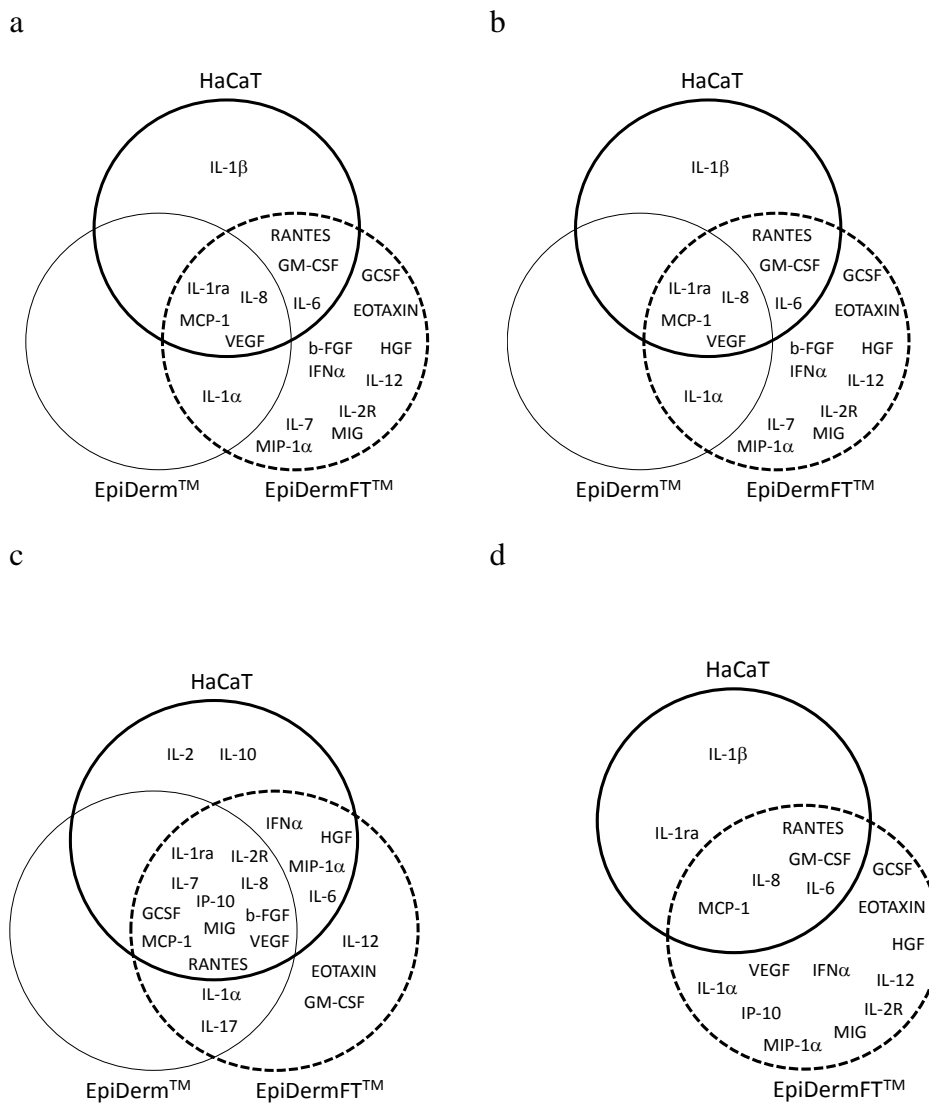 a
HaCaT
IL-1β
RANTES
GM-CSF
GCSF
IL-1ra
IL-8
IL-6
EOTAXIN
MCP-1
VEGF
b-FGF
HGF
IFNα
IL-12
IL-1α
IL-7
IL-2R
MIP-1α
MIG
EpiDerm™
EpiDermFT™
b
HaCaT
IL-1β
RANTES
GM-CSF
GCSF
IL-1ra
IL-8
IL-6
EOTAXIN
MCP-1
VEGF
b-FGF
HGF
IFNα
IL-12
IL-1α
IL-7
IL-2R
MIP-1α
MIG
EpiDerm™
EpiDermFT™
c
HaCaT
IL-2
IL-10
IFNα
HGF
IL-1ra
IL-2R
MIP-1α
IL-7
IL-8
IL-6
IP-10
GCSF
b-FGF
MIG
MCP-1
VEGF
IL-12
RANTES
EOTAXIN
IL-1α
GM-CSF
IL-17
EpiDerm™
EpiDermFT™
d
HaCaT
IL-1β
IL-1ra
RANTES
GM-CSF
GCSF
IL-8
IL-6
MCP-1
EOTAXIN
HGF
VEGF
IFNα
IL-12
IL-1α
IP-10
IL-2R
MIG
MIP-1α
EpiDermFT™